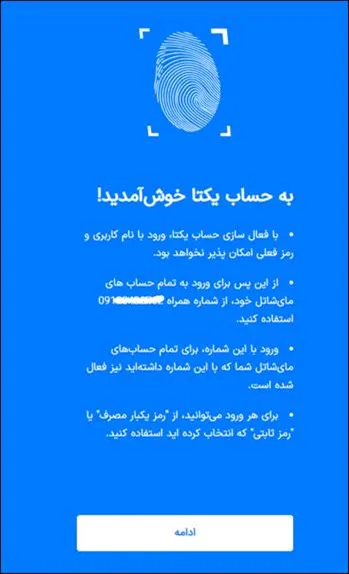 به حساب یکتا خوش‌آمدید!
• با فعال سازی حساب یکتا، ورود با نام کاربری و
رمز فعلی امکان پذیر نخواهد بود.
• از این پس برای ورود به تمام حساب های
مای‌شاتل خود، از شماره همراه 091
استفاده کنید.
• ورود با این شماره، برای تمام حساب‌های
مای‌شاتل شما که با این شماره داشته‌اید نیز فعال
شده است.
• برای هر ورود می‌توانید، از "رمز یکبار مصرف" یا
"رمز ثابتی" که انتخاب کرده اید استفاده کنید.
ادامه